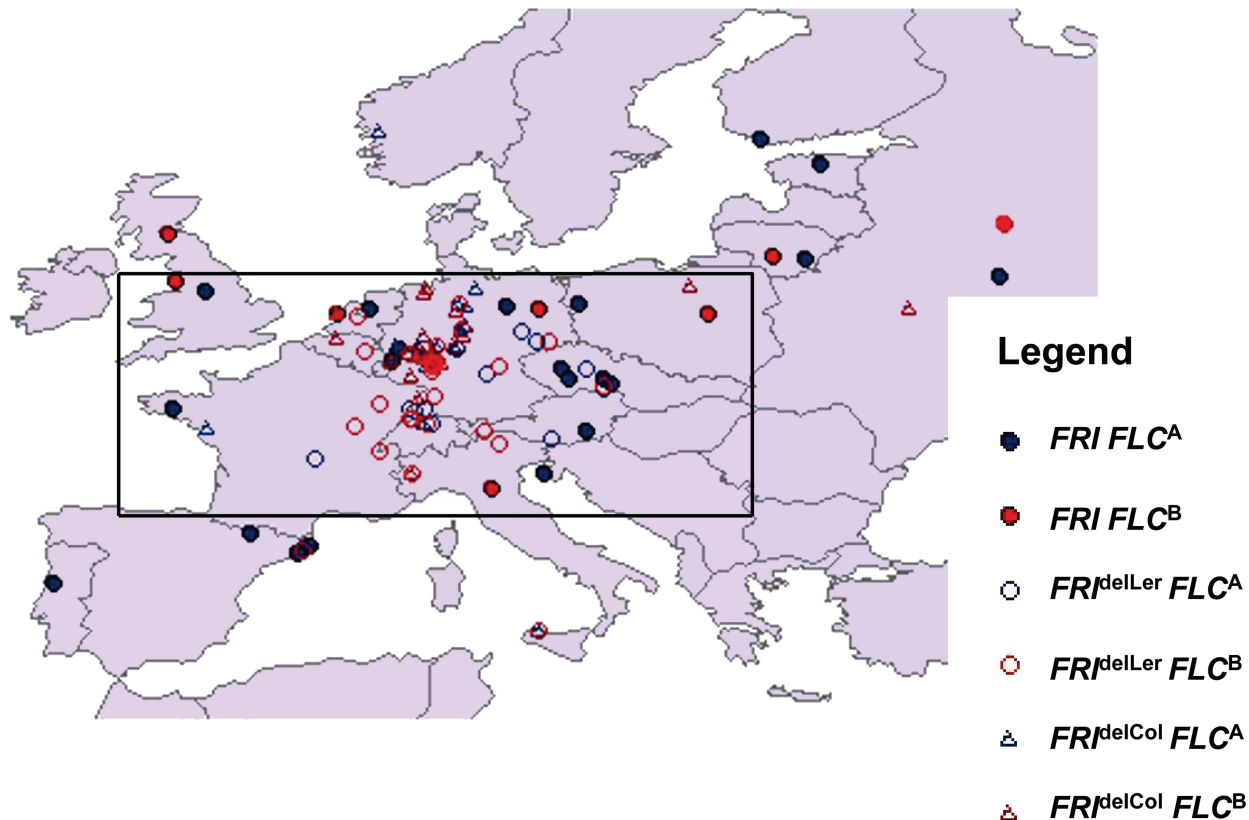 Legend
FRI FLCᴬ
FRI FLCᴮ
FRIdelLer FLCA
FRIdelLer FLCB
FRIdelCol FLCA
FRIdelCol FLCB